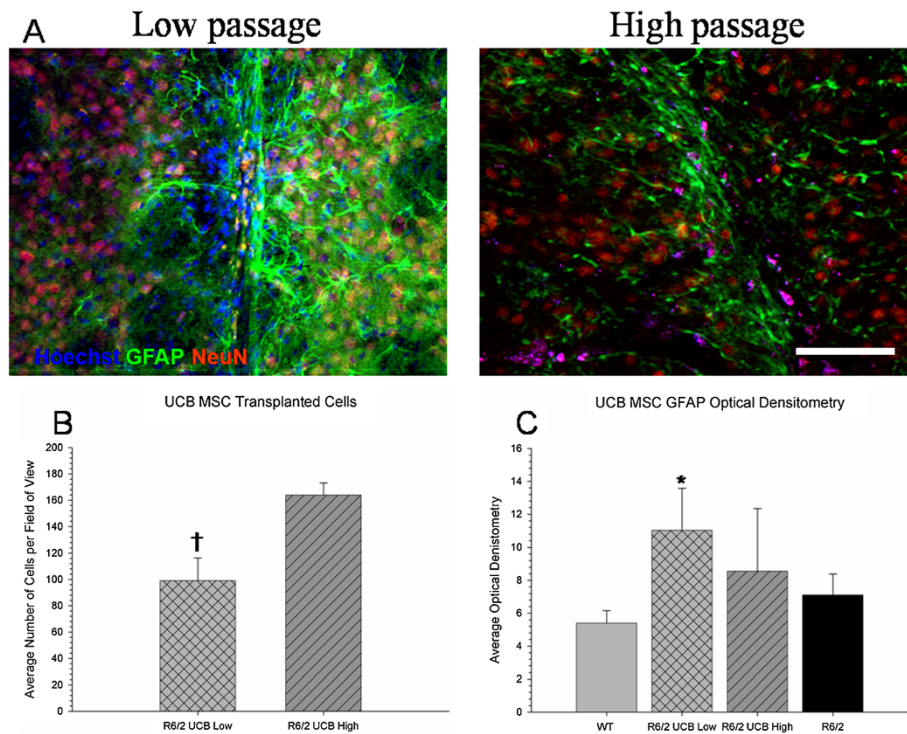 A
Low passage
High passage
Hoechst GFAP NeuN
B
UCB MSC Transplanted Cells
Average Number of Cells per Field of View
200
180
160
140
120
100
80
60
40
20
0
†
R6/2 UCB Low
R6/2 UCB High
C
UCB MSC GFAP Optical Densitometry
Average Optical Denistometry
16
14
12
10
8
6
4
2
0
*
WT
R6/2 UCB Low
R6/2 UCB High
R6/2